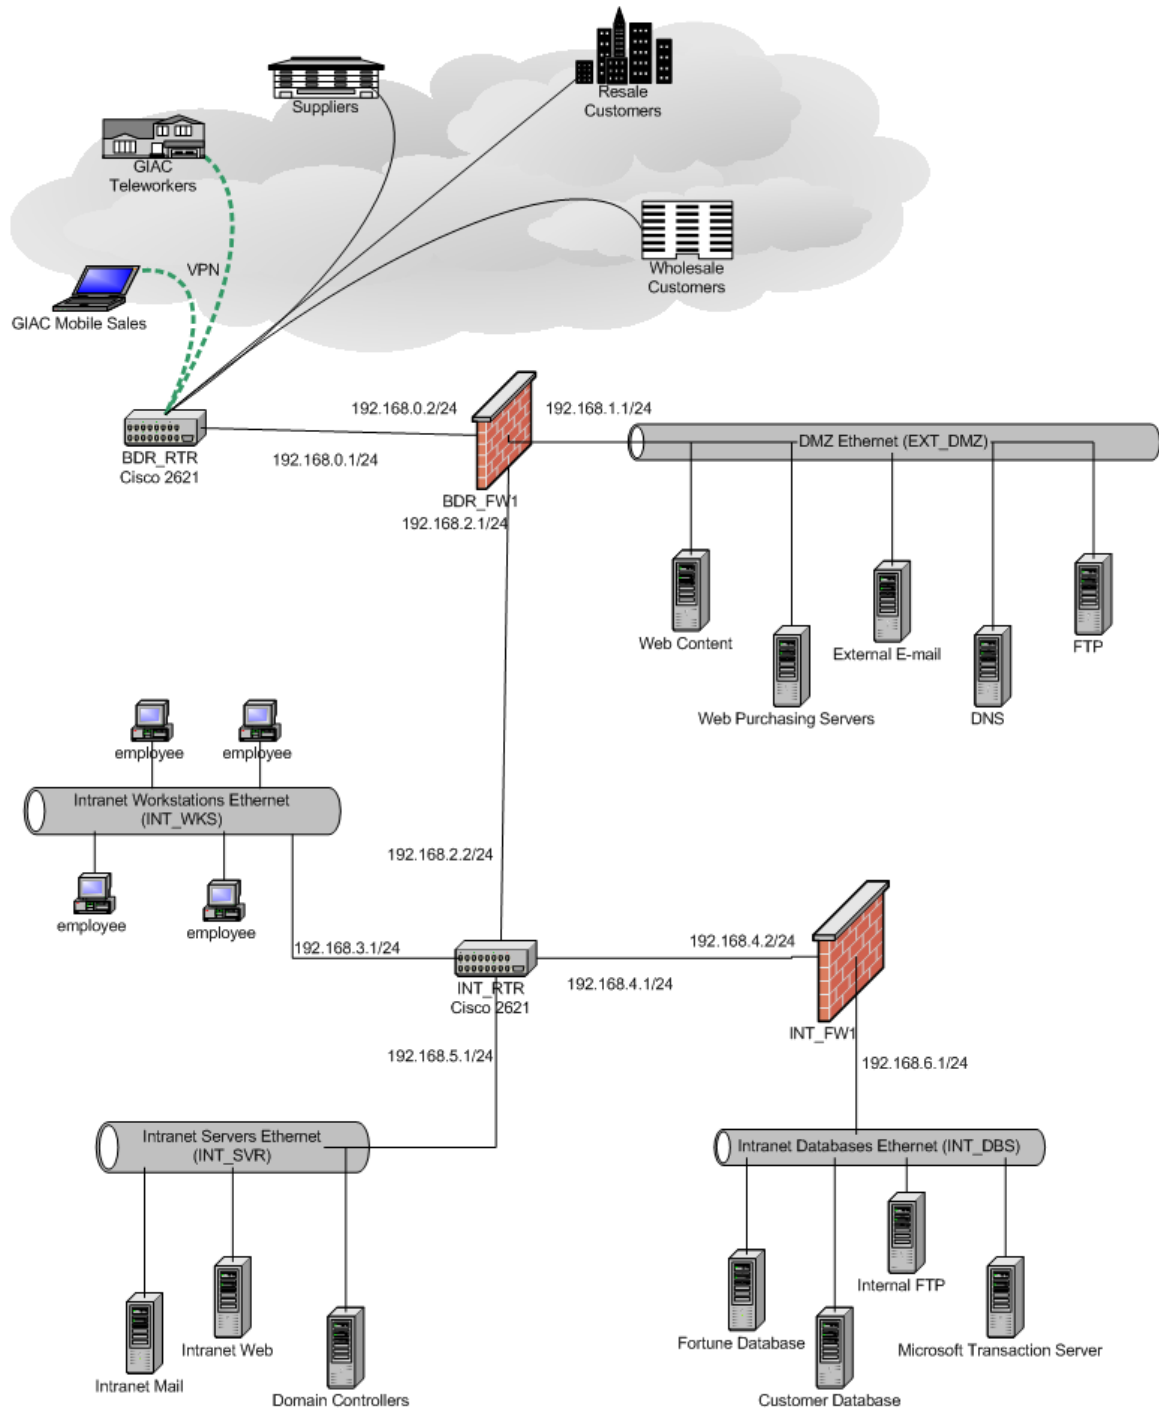 Resale
Customers
Suppliers
GIAC
Teleworkers
Wholesale
Customers
VPN
GIAC Mobile Sales
192.168.0.2/24
192.168.1.1/24
BDR_RTR
Cisco 2621
192.168.0.1/24
DMZ Ethernet (EXT_DMZ)
BDR_FW1
192.168.2.1/24
Web Content
External E-mail
FTP
Web Purchasing Servers
DNS
employee
employee
Intranet Workstations Ethernet
(INT_WKS)
192.168.2.2/24
employee
employee
192.168.3.1/24
192.168.4.2/24
INT_RTR
Cisco 2621
192.168.4.1/24
INT_FW1
192.168.5.1/24
192.168.6.1/24
Intranet Servers Ethernet
(INT_SVR)
Intranet Databases Ethernet (INT_DBS)
Internal FTP
Fortune Database
Microsoft Transaction Server
Intranet Web
Intranet Mail
Domain Controllers
Customer Database